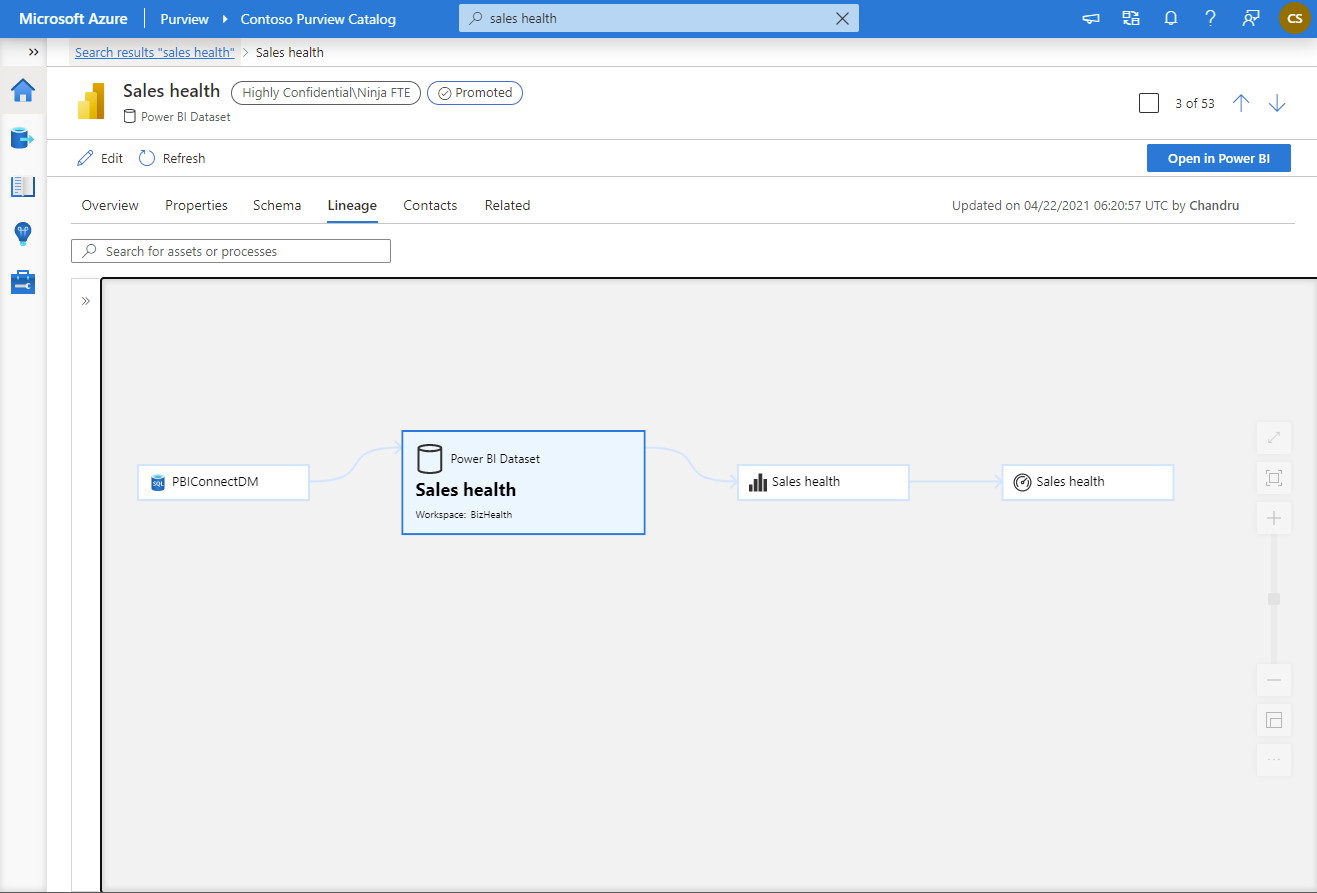 Microsoft Azure
Purview
Contoso Purview Catalog
sales health
CS
Search results "sales health" > Sales health
Sales health
Highly Confidential\Ninja FTE
Promoted
Power BI Dataset
3 of 53
Edit
Refresh
Open in Power BI
Overview
Properties
Schema
Lineage
Contacts
Related
Updated on 04/22/2021 06:20:57 UTC by Chandru
Search for assets or processes
SQL
PBIConnectDM
Power BI Dataset
Sales health
Workspace: BizHealth
Sales health
Sales health